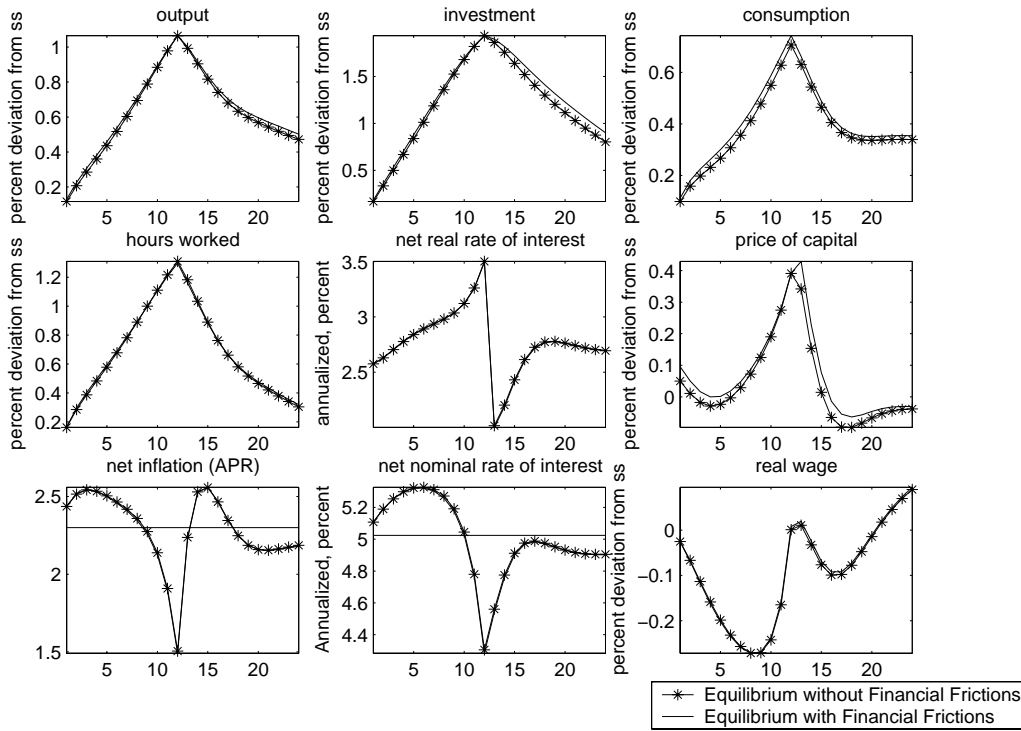 output
percent deviation from ss
1
0.8
0.6
0.4
0.2
5 10 15 20
investment
percent deviation from ss
1.5
1
0.5
5 10 15 20
consumption
percent deviation from ss
0.6
0.4
0.2
5 10 15 20
hours worked
percent deviation from ss
1.2
1
0.8
0.6
0.4
0.2
5 10 15 20
net real rate of interest
annualized, percent
3.5
3
2.5
5 10 15 20
price of capital
percent deviation from ss
0.4
0.3
0.2
0.1
0
5 10 15 20
net inflation (APR)
2.5
2
1.5
5 10 15 20
net nominal rate of interest
Annualized, percent
5.2
5
4.8
4.6
4.4
5 10 15 20
real wage
percent deviation from ss
0
−0.1
−0.2
5 10 15 20
Equilibrium without Financial Frictions
Equilibrium with Financial Frictions